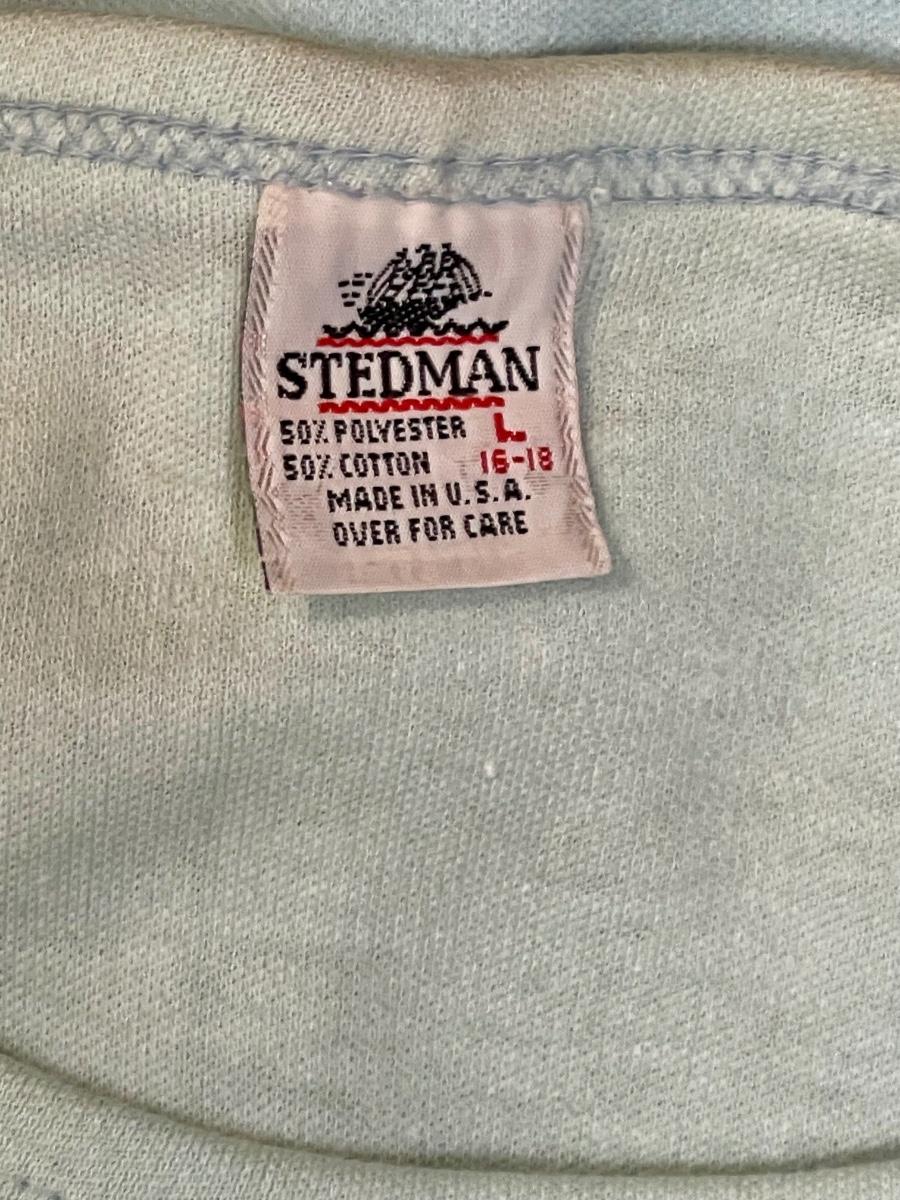 STEDMAN
50% POLYESTER L
50% COTTON 16-18
MADE IN U.S.A.
OVER FOR CARE